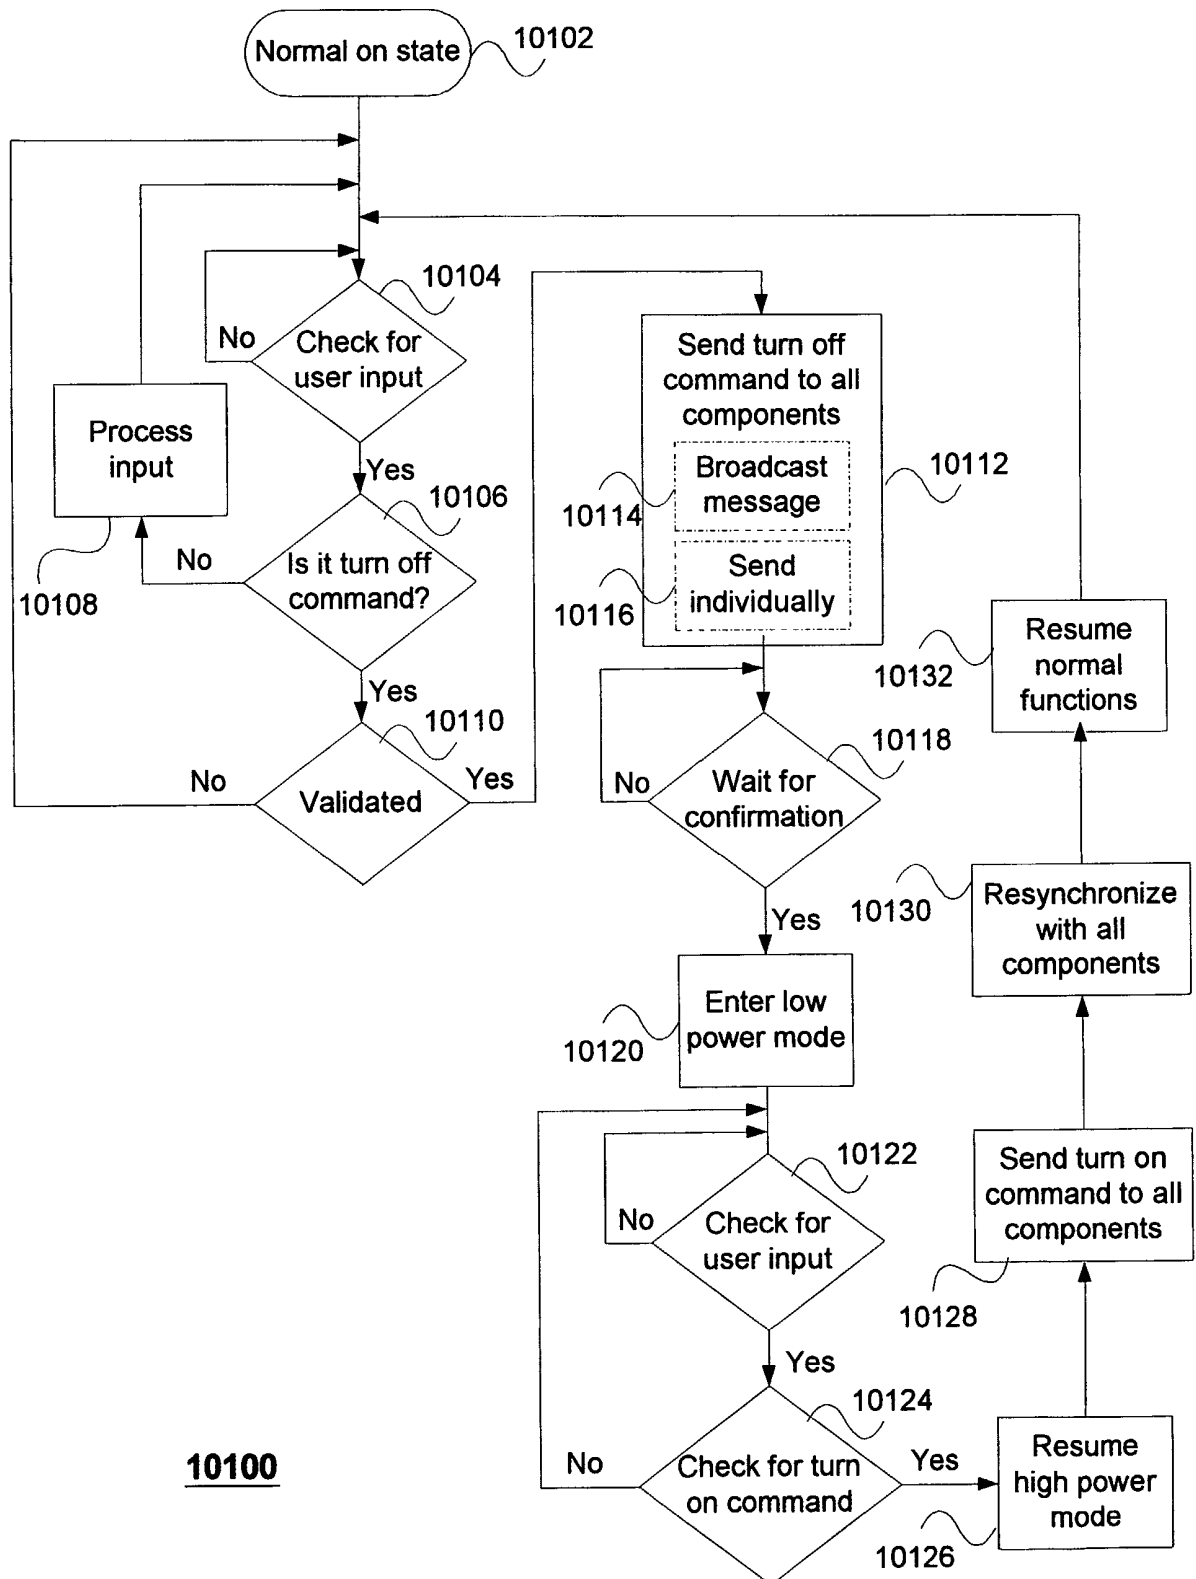 Normal on state
10102
10104
No
Check for
user input
Process
input
10108
Yes
10106
No
Is it turn off
command?
Yes
10110
No
Validated
Yes
Send turn off
command to all
components
Broadcast
message
10114
Send
individually
10116
10112
10118
No
Wait for
confirmation
Yes
Enter low
power mode
10120
10122
No
Check for
user input
Yes
10124
No
Check for turn
on command
Yes
Resume
high power
mode
10126
Send turn on
command to all
components
10128
Resynchronize
with all
components
10130
Resume
normal
functions
10132
10100